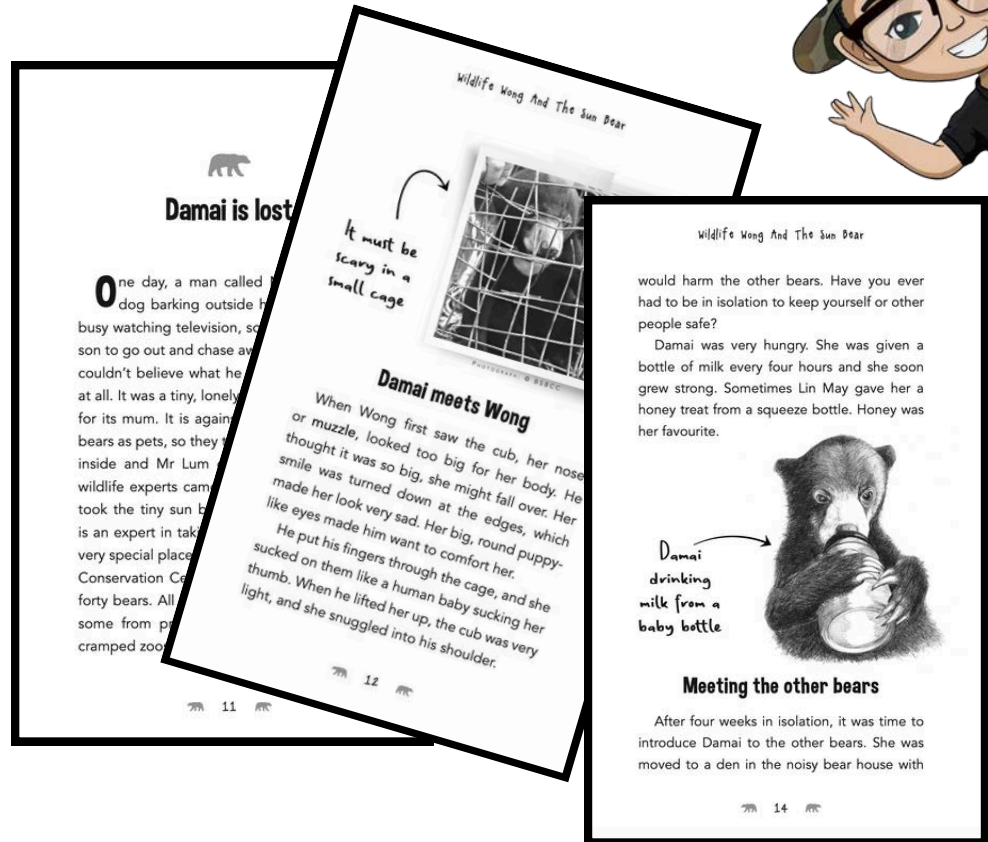 Damai is lost
One day, a man called
dog barking outside
busy watching television,
son to go out and chase
couldn't believe what he
at all. It was a tiny, lonely
for its mum. It is
bears as pets, so they
inside and Mr Lum
wildlife experts
took the tiny sun
is an expert in
very special place
Conservation
forty bears. All
some from
cramped
11
Wildlife Wong And The Sun Bear
It must be
scary in a
small cage
PHOTOGRAPH: © BSBCC
Damai meets Wong
When Wong first saw the cub, her nose
or muzzle, looked too big for her body. He
thought it was so big, she might fall over. Her
smile was turned down at the edges, which
made her look very sad. Her big, round puppy-
like eyes made him want to comfort her.
He put his fingers through the cage, and she
sucked on them like a human baby sucking her
thumb. When he lifted her up, the cub was very
light, and she snuggled into his shoulder.
12
Wildlife Wong And The Sun Bear
would harm the other bears. Have you ever
had to be in isolation to keep yourself or other
people safe?
Damai was very hungry. She was given a
bottle of milk every four hours and she soon
grew strong. Sometimes Lin May gave her a
honey treat from a squeeze bottle. Honey was
her favourite.
Damai
drinking
milk from a
baby bottle
Meeting the other bears
After four weeks in isolation, it was time to
introduce Damai to the other bears. She was
moved to a den in the noisy bear house with
14